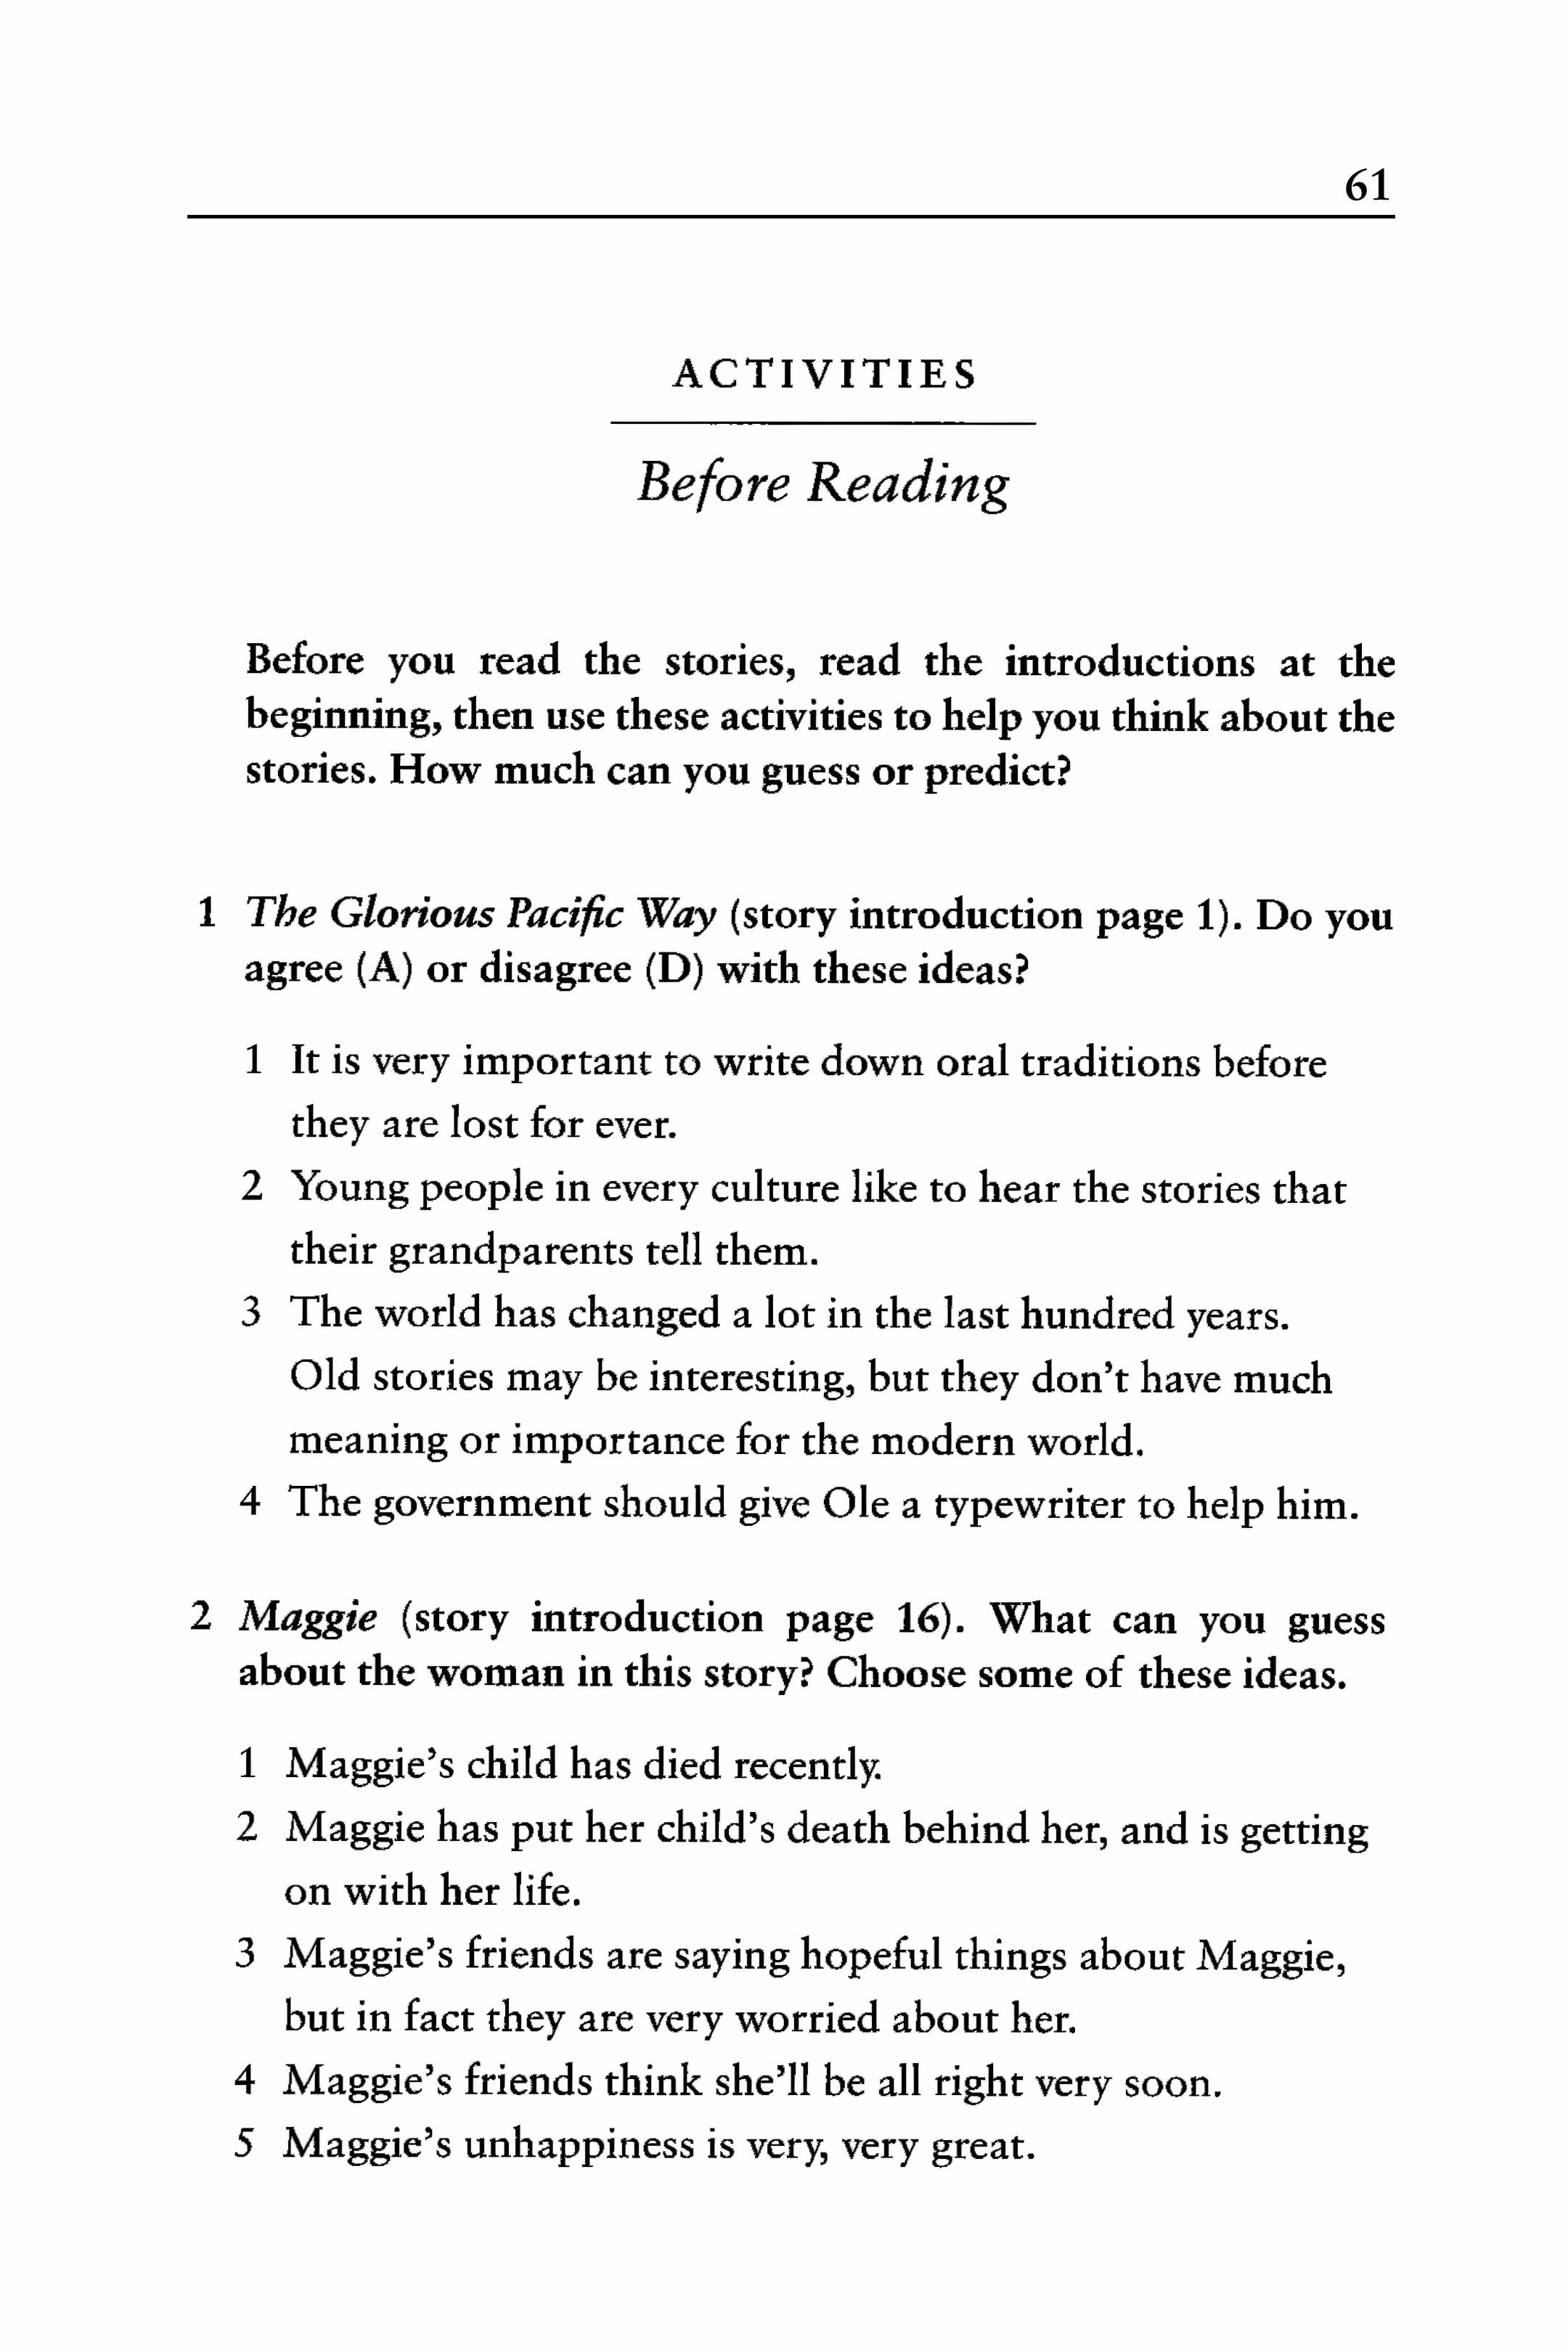 61
ACTIVITIES
Before Reading
Before you read the stories, read the introductions at the
beginning, then use these activities to help you think about the
stories. How much can you guess or predict?
1 The Glorious Pacific Way (story introduction page 1). Do you
agree (A) or disagree (D) with these ideas?
1 It is very important to write down oral traditions before
they are lost for ever.
2 Young people in every culture like to hear the stories that
their grandparents tell them.
3 The world has changed a lot in the last hundred years.
Old stories may be interesting, but they don't have much
meaning or importance for the modern world.
4 The government should give Ole a typewriter to help him.
2 Maggie (story introduction page 16). What can you guess
about the woman in this story? Choose some of these ideas.
1 Maggie's child has died recently.
2 Maggie has put her child's death behind her, and is getting
on with her life.
3 Maggie's friends are saying hopeful things about Maggie,
but in fact they are very worried about her.
4 Maggie's friends think she'll be all right very soon.
5 Maggie's unhappiness is very, very great.